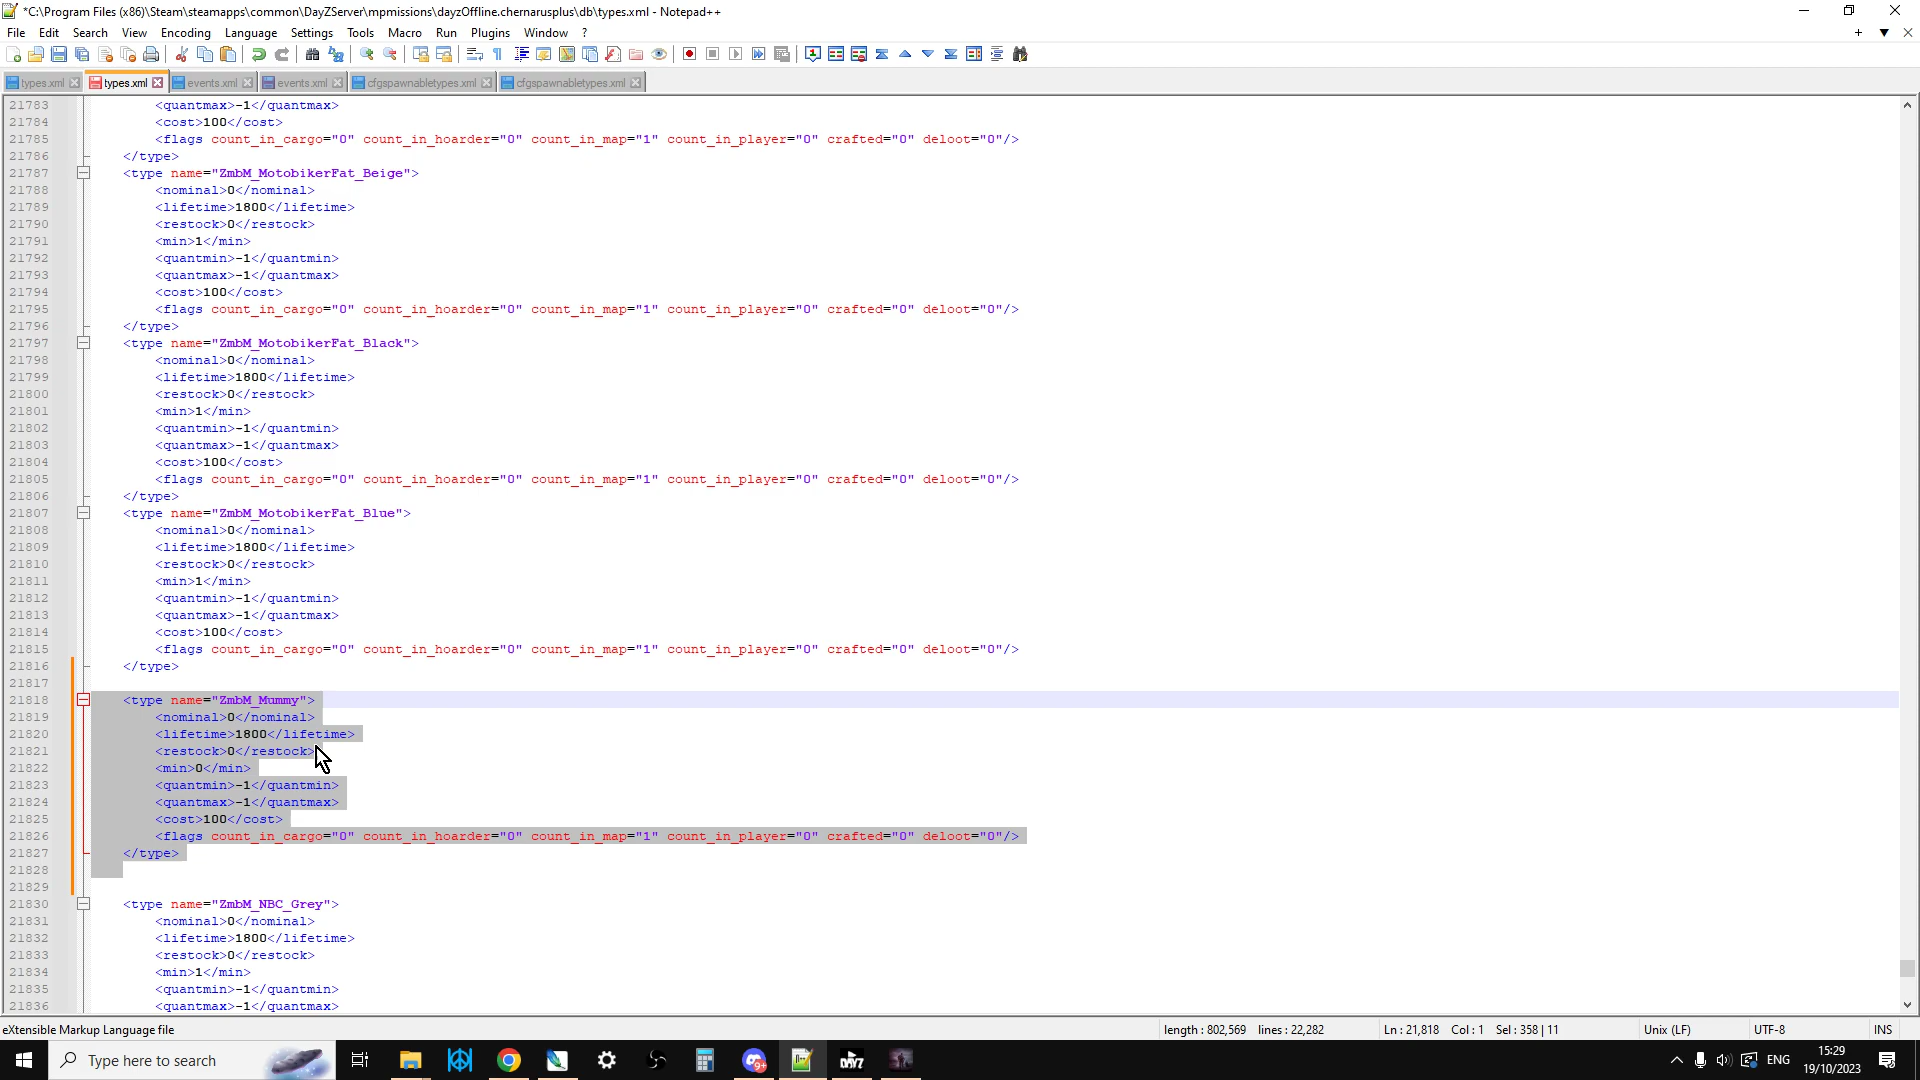 *C:\Program Files (x86)\Steam\steamapps\common\DayZServer\mpmissions\dayzOffline.chernarusplus\db\types.xml - Notepad++
File Edit Search View Encoding Language Settings Tools Macro Run Plugins Window ?
types.xml types.xml events.xml events.xml cfgspawnabletypes.xml cfgspawnabletypes.xml
21783 <quantmax>-1</quantmax>
21784 <cost>100</cost>
21785 <flags count_in_cargo="0" count_in_hoarder="0" count_in_map="1" count_in_player="0" crafted="0" deloot="0"/>
21786 </type>
21787 <type name="ZmbM_MotobikerFat_Beige">
21788 <nominal>0</nominal>
21789 <lifetime>1800</lifetime>
21790 <restock>0</restock>
21791 <min>1</min>
21792 <quantmin>-1</quantmin>
21793 <quantmax>-1</quantmax>
21794 <cost>100</cost>
21795 <flags count_in_cargo="0" count_in_hoarder="0" count_in_map="1" count_in_player="0" crafted="0" deloot="0"/>
21796 </type>
21797 <type name="ZmbM_MotobikerFat_Black">
21798 <nominal>0</nominal>
21799 <lifetime>1800</lifetime>
21800 <restock>0</restock>
21801 <min>1</min>
21802 <quantmin>-1</quantmin>
21803 <quantmax>-1</quantmax>
21804 <cost>100</cost>
21805 <flags count_in_cargo="0" count_in_hoarder="0" count_in_map="1" count_in_player="0" crafted="0" deloot="0"/>
21806 </type>
21807 <type name="ZmbM_MotobikerFat_Blue">
21808 <nominal>0</nominal>
21809 <lifetime>1800</lifetime>
21810 <restock>0</restock>
21811 <min>1</min>
21812 <quantmin>-1</quantmin>
21813 <quantmax>-1</quantmax>
21814 <cost>100</cost>
21815 <flags count_in_cargo="0" count_in_hoarder="0" count_in_map="1" count_in_player="0" crafted="0" deloot="0"/>
21816 </type>
21817
21818 <type name="ZmbM_Mummy">
21819 <nominal>0</nominal>
21820 <lifetime>1800</lifetime>
21821 <restock>0</restock>
21822 <min>0</min>
21823 <quantmin>-1</quantmin>
21824 <quantmax>-1</quantmax>
21825 <cost>100</cost>
21826 <flags count_in_cargo="0" count_in_hoarder="0" count_in_map="1" count_in_player="0" crafted="0" deloot="0"/>
21827 </type>
21828
21829
21830 <type name="ZmbM_NBC_Grey">
21831 <nominal>0</nominal>
21832 <lifetime>1800</lifetime>
21833 <restock>0</restock>
21834 <min>1</min>
21835 <quantmin>-1</quantmin>
21836 <quantmax>-1</quantmax>
eXtensible Markup Language file length : 802,569 lines : 22,282 Ln : 21,818 Col : 1 Sel : 358 | 11 Unix (LF) UTF-8 INS
Type here to search 9+ DAYZ ENG 15:29
19/10/2023